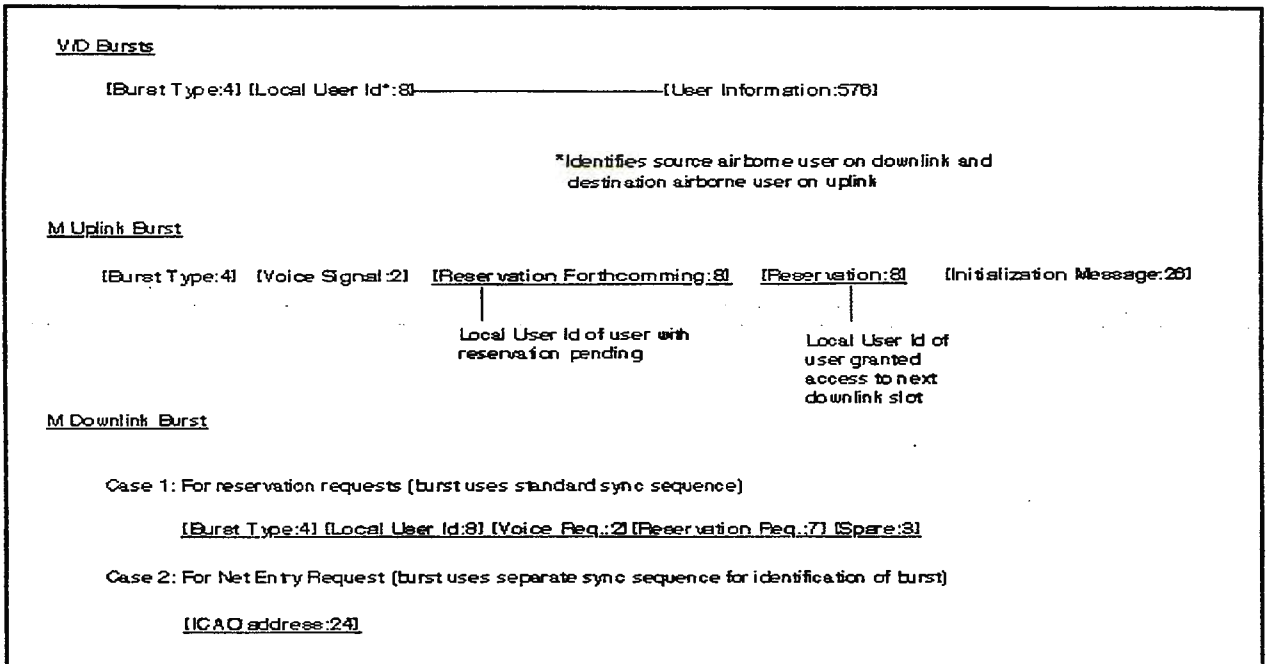 V/D Bursts
[Burst Type:4] [Local User Id*:8] [User Information:576]
*Identifies source airborne user on downlink and
destination airborne user on uplink
M Uplink Burst
[Burst Type:4] [Voice Signal:2] [Reservation Forthcomming:8] [Reservation:8] [Initialization Message:26]
Local User Id of user with
reservation pending
Local User Id of
user granted
access to next
downlink slot
M Downlink Burst
Case 1: For reservation requests (burst uses standard sync sequence)
[Burst Type:4] [Local User Id:8] [Voice Req.:2] [Reservation Req.:7] [Spare:3]
Case 2: For Net Entry Request (burst uses separate sync sequence for identification of burst)
[ICAO address:24]